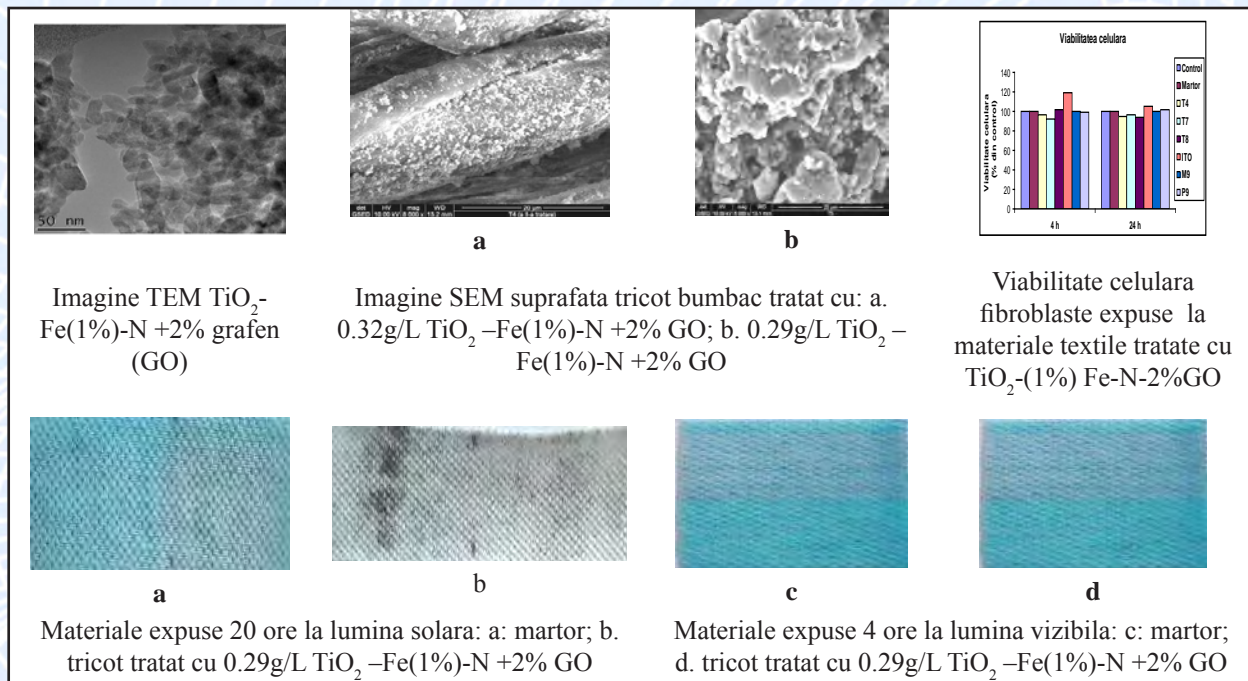 50 nm
a
b
Imagine TEM TiO₂-
Fe(1%)-N +2% grafen
(GO)
Imagine SEM suprafata tricot bumbac tratat cu: a.
0.32g/L TiO₂ –Fe(1%)-N +2% GO; b. 0.29g/L TiO₂ –
Fe(1%)-N +2% GO
Viabilitatea celulara
Viabilitate celulara
(% din control)
140
120
100
80
60
40
20
0
4 h
24 h
Control
Martor
T4
T7
T8
ITO
M9
P9
Viabilitate celulara
fibroblaste expuse la
materiale textile tratate cu
TiO₂-(1%) Fe-N-2%GO
a
b
c
d
Materiale expuse 20 ore la lumina solara: a: martor; b.
tricot tratat cu 0.29g/L TiO₂ –Fe(1%)-N +2% GO
Materiale expuse 4 ore la lumina vizibila: c: martor;
d. tricot tratat cu 0.29g/L TiO₂ –Fe(1%)-N +2% GO